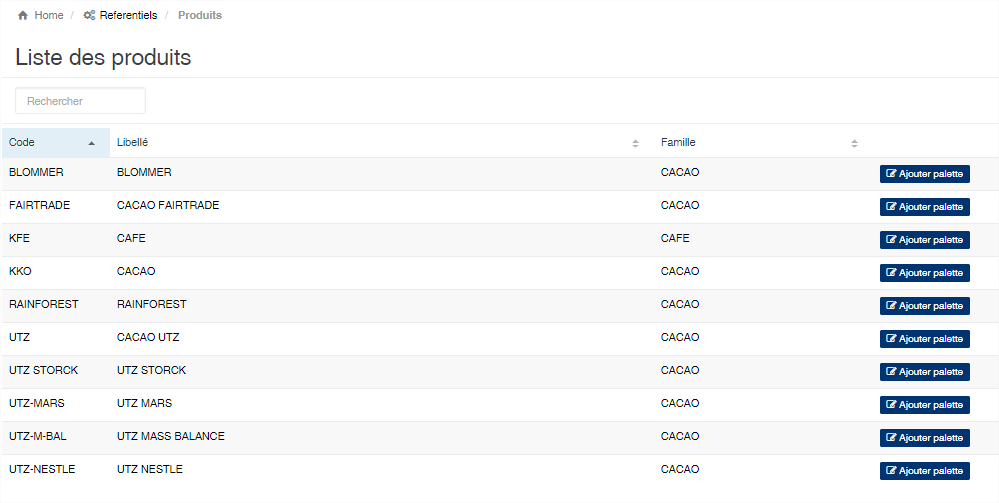 Home / Referentiels / Produits
Liste des produits
Rechercher
Code Libellé Famille
BLOMMER BLOMMER CACAO Ajouter palette
FAIRTRADE CACAO FAIRTRADE CACAO Ajouter palette
KFE CAFE CAFE Ajouter palette
KKO CACAO CACAO Ajouter palette
RAINFOREST RAINFOREST CACAO Ajouter palette
UTZ CACAO UTZ CACAO Ajouter palette
UTZ STORCK UTZ STORCK CACAO Ajouter palette
UTZ-MARS UTZ MARS CACAO Ajouter palette
UTZ-M-BAL UTZ MASS BALANCE CACAO Ajouter palette
UTZ-NESTLE UTZ NESTLE CACAO Ajouter palette